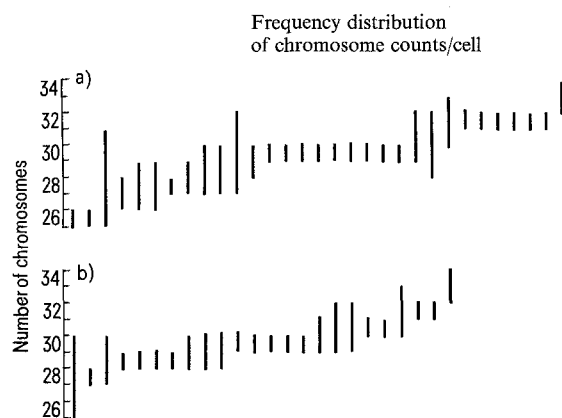 Frequency distribution
of chromosome counts/cell
Number of chromosomes
a)
34
32
30
28
26
b)
34
32
30
28
26